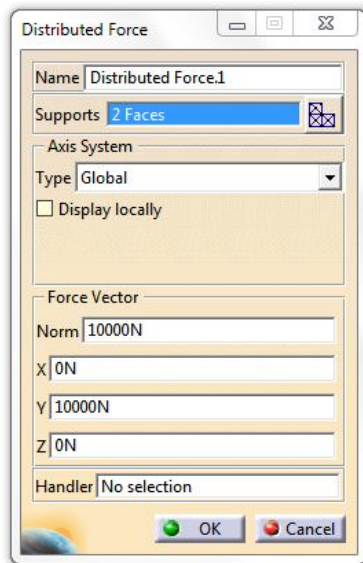 Distributed Force
Name Distributed Force.1
Supports 2 Faces
Axis System
Type Global
Display locally
Force Vector
Norm 10000N
X 0N
Y 10000N
Z 0N
Handler No selection
OK Cancel